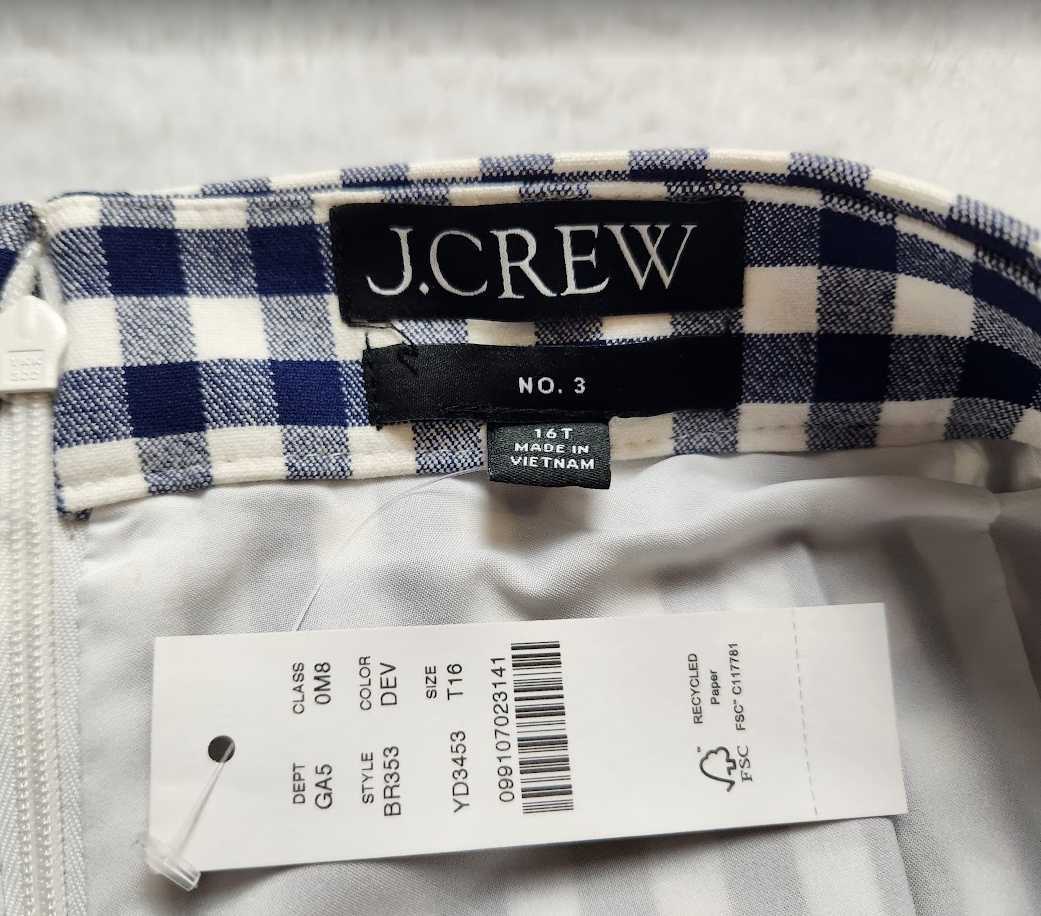 J.CREW
NO. 3
16T
MADE IN
VIETNAM
DEPT CLASS
GA5 0M8
STYLE COLOR
BR353 DEV
SIZE
YD3453 T16
099107023141
FSC
RECYCLED
Paper
FSC™ C117781